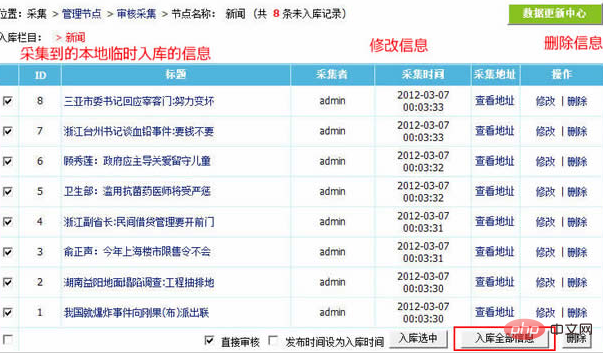 位置：采集 > 管理节点 > 审核采集 > 节点名称： 新闻 （共 8 条未入库记录）
数据更新中心
入库栏目： > 新闻
采集到的本地临时入库的信息
修改信息
删除信息
ID 标题 采集者 采集时间 采集地址 操作
8 三亚市委书记回应宰客门:努力变坏 admin 2012-03-07 00:03:33 查看地址 修改 | 删除
7 浙江台州书记谈血铅事件:要钱不要 admin 2012-03-07 00:03:33 查看地址 修改 | 删除
6 顾秀莲：政府应主导关爱留守儿童 admin 2012-03-07 00:03:32 查看地址 修改 | 删除
5 卫生部：滥用抗菌药医师将受严惩 admin 2012-03-07 00:03:32 查看地址 修改 | 删除
4 浙江副省长:民间借贷管理要开前门 admin 2012-03-07 00:03:31 查看地址 修改 | 删除
3 俞正声：今年上海楼市限售令不会 admin 2012-03-07 00:03:31 查看地址 修改 | 删除
2 湖南益阳地面塌陷调查:工程抽排地 admin 2012-03-07 00:03:30 查看地址 修改 | 删除
1 我国就爆炸事件向刚果(布)派出联 admin 2012-03-07 00:03:30 查看地址 修改 | 删除
直接审核 发布时间设为入库时间 入库选中 入库全部信息 删除
php 中文网